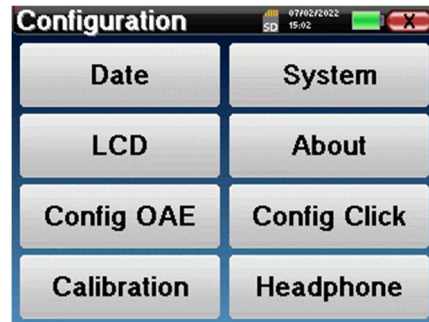 Configuration
SD 07/02/2022
15:02
X
Date System
LCD About
Config OAE Config Click
Calibration Headphone